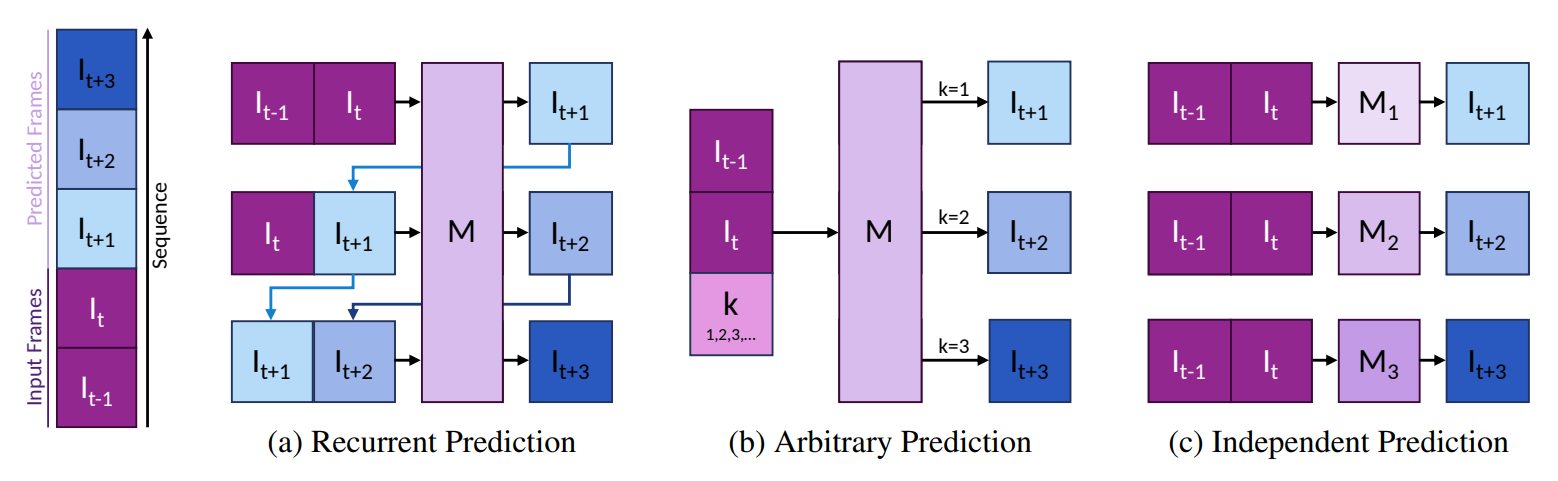 Predicted Frames
Input Frames
I_{t+3}
I_{t+2}
I_{t+1}
I_t
I_{t-1}
Sequence
I_{t-1} I_t
I_{t+1}
I_t I_{t+1}
M
I_{t+2}
I_{t+1} I_{t+2}
I_{t+3}
(a) Recurrent Prediction
I_{t-1}
I_t
k
1,2,3,...
M
k=1
I_{t+1}
k=2
I_{t+2}
k=3
I_{t+3}
(b) Arbitrary Prediction
I_{t-1} I_t M_1 I_{t+1}
I_{t-1} I_t M_2 I_{t+2}
I_{t-1} I_t M_3 I_{t+3}
(c) Independent Prediction